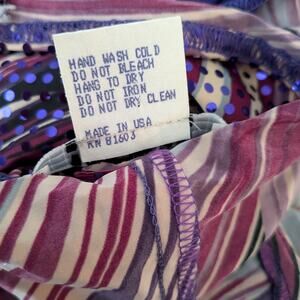 HAND WASH COLD
DO NOT BLEACH
HANG TO DRY
DO NOT IRON
DO NOT DRY CLEAN
MADE IN USA
RN 81603